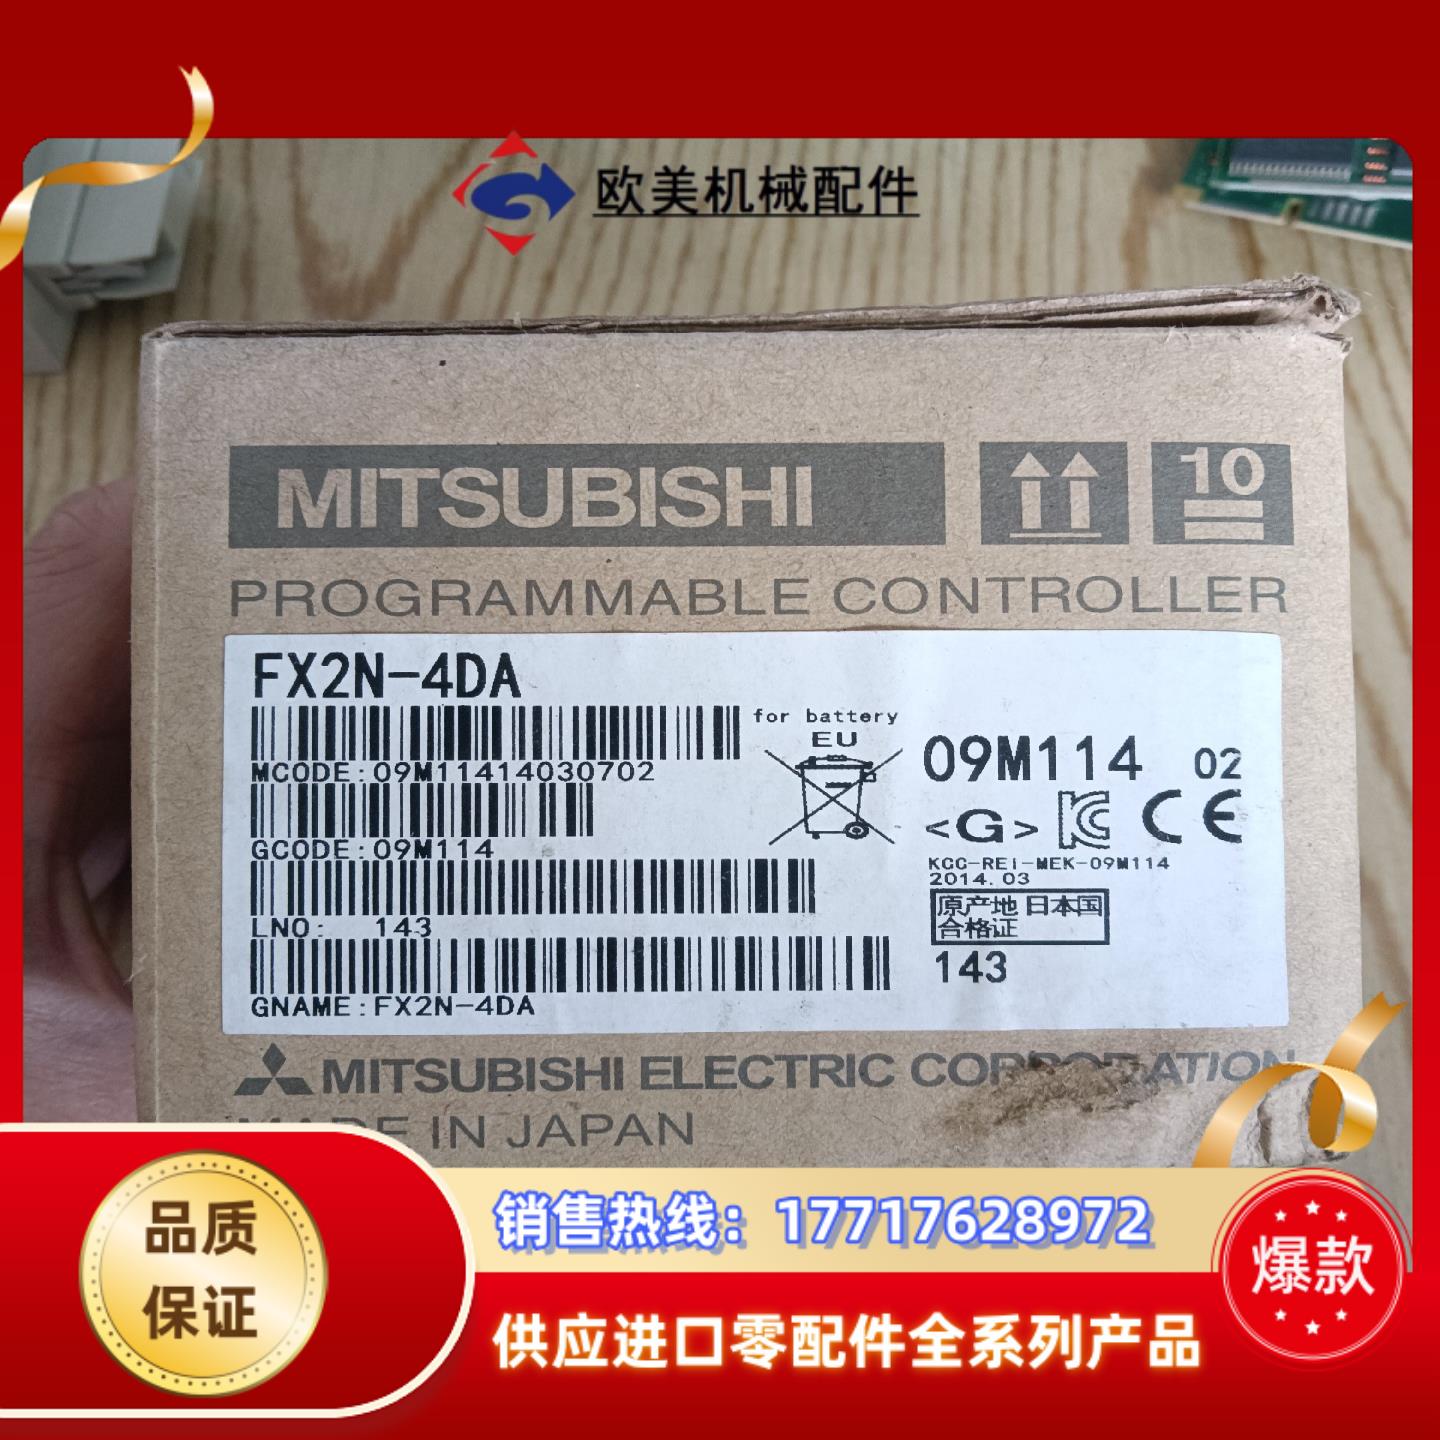 欧美机械配件
MITSUBISHI
10
PROGRAMMABLE CONTROLLER
FX2N-4DA
for battery
EU
MCODE:09M11414030702
09M114 02
<G> KC CE
GCODE:09M114
KCC-REI-MEK-09M114
2014.03
原产地 日本国
合格证
LNO: 143
143
GNAME:FX2N-4DA
MITSUBISHI ELECTRIC CORPORATION
MADE IN JAPAN
品质
保证
销售热线：17717628972
爆款
供应进口零配件全系列产品